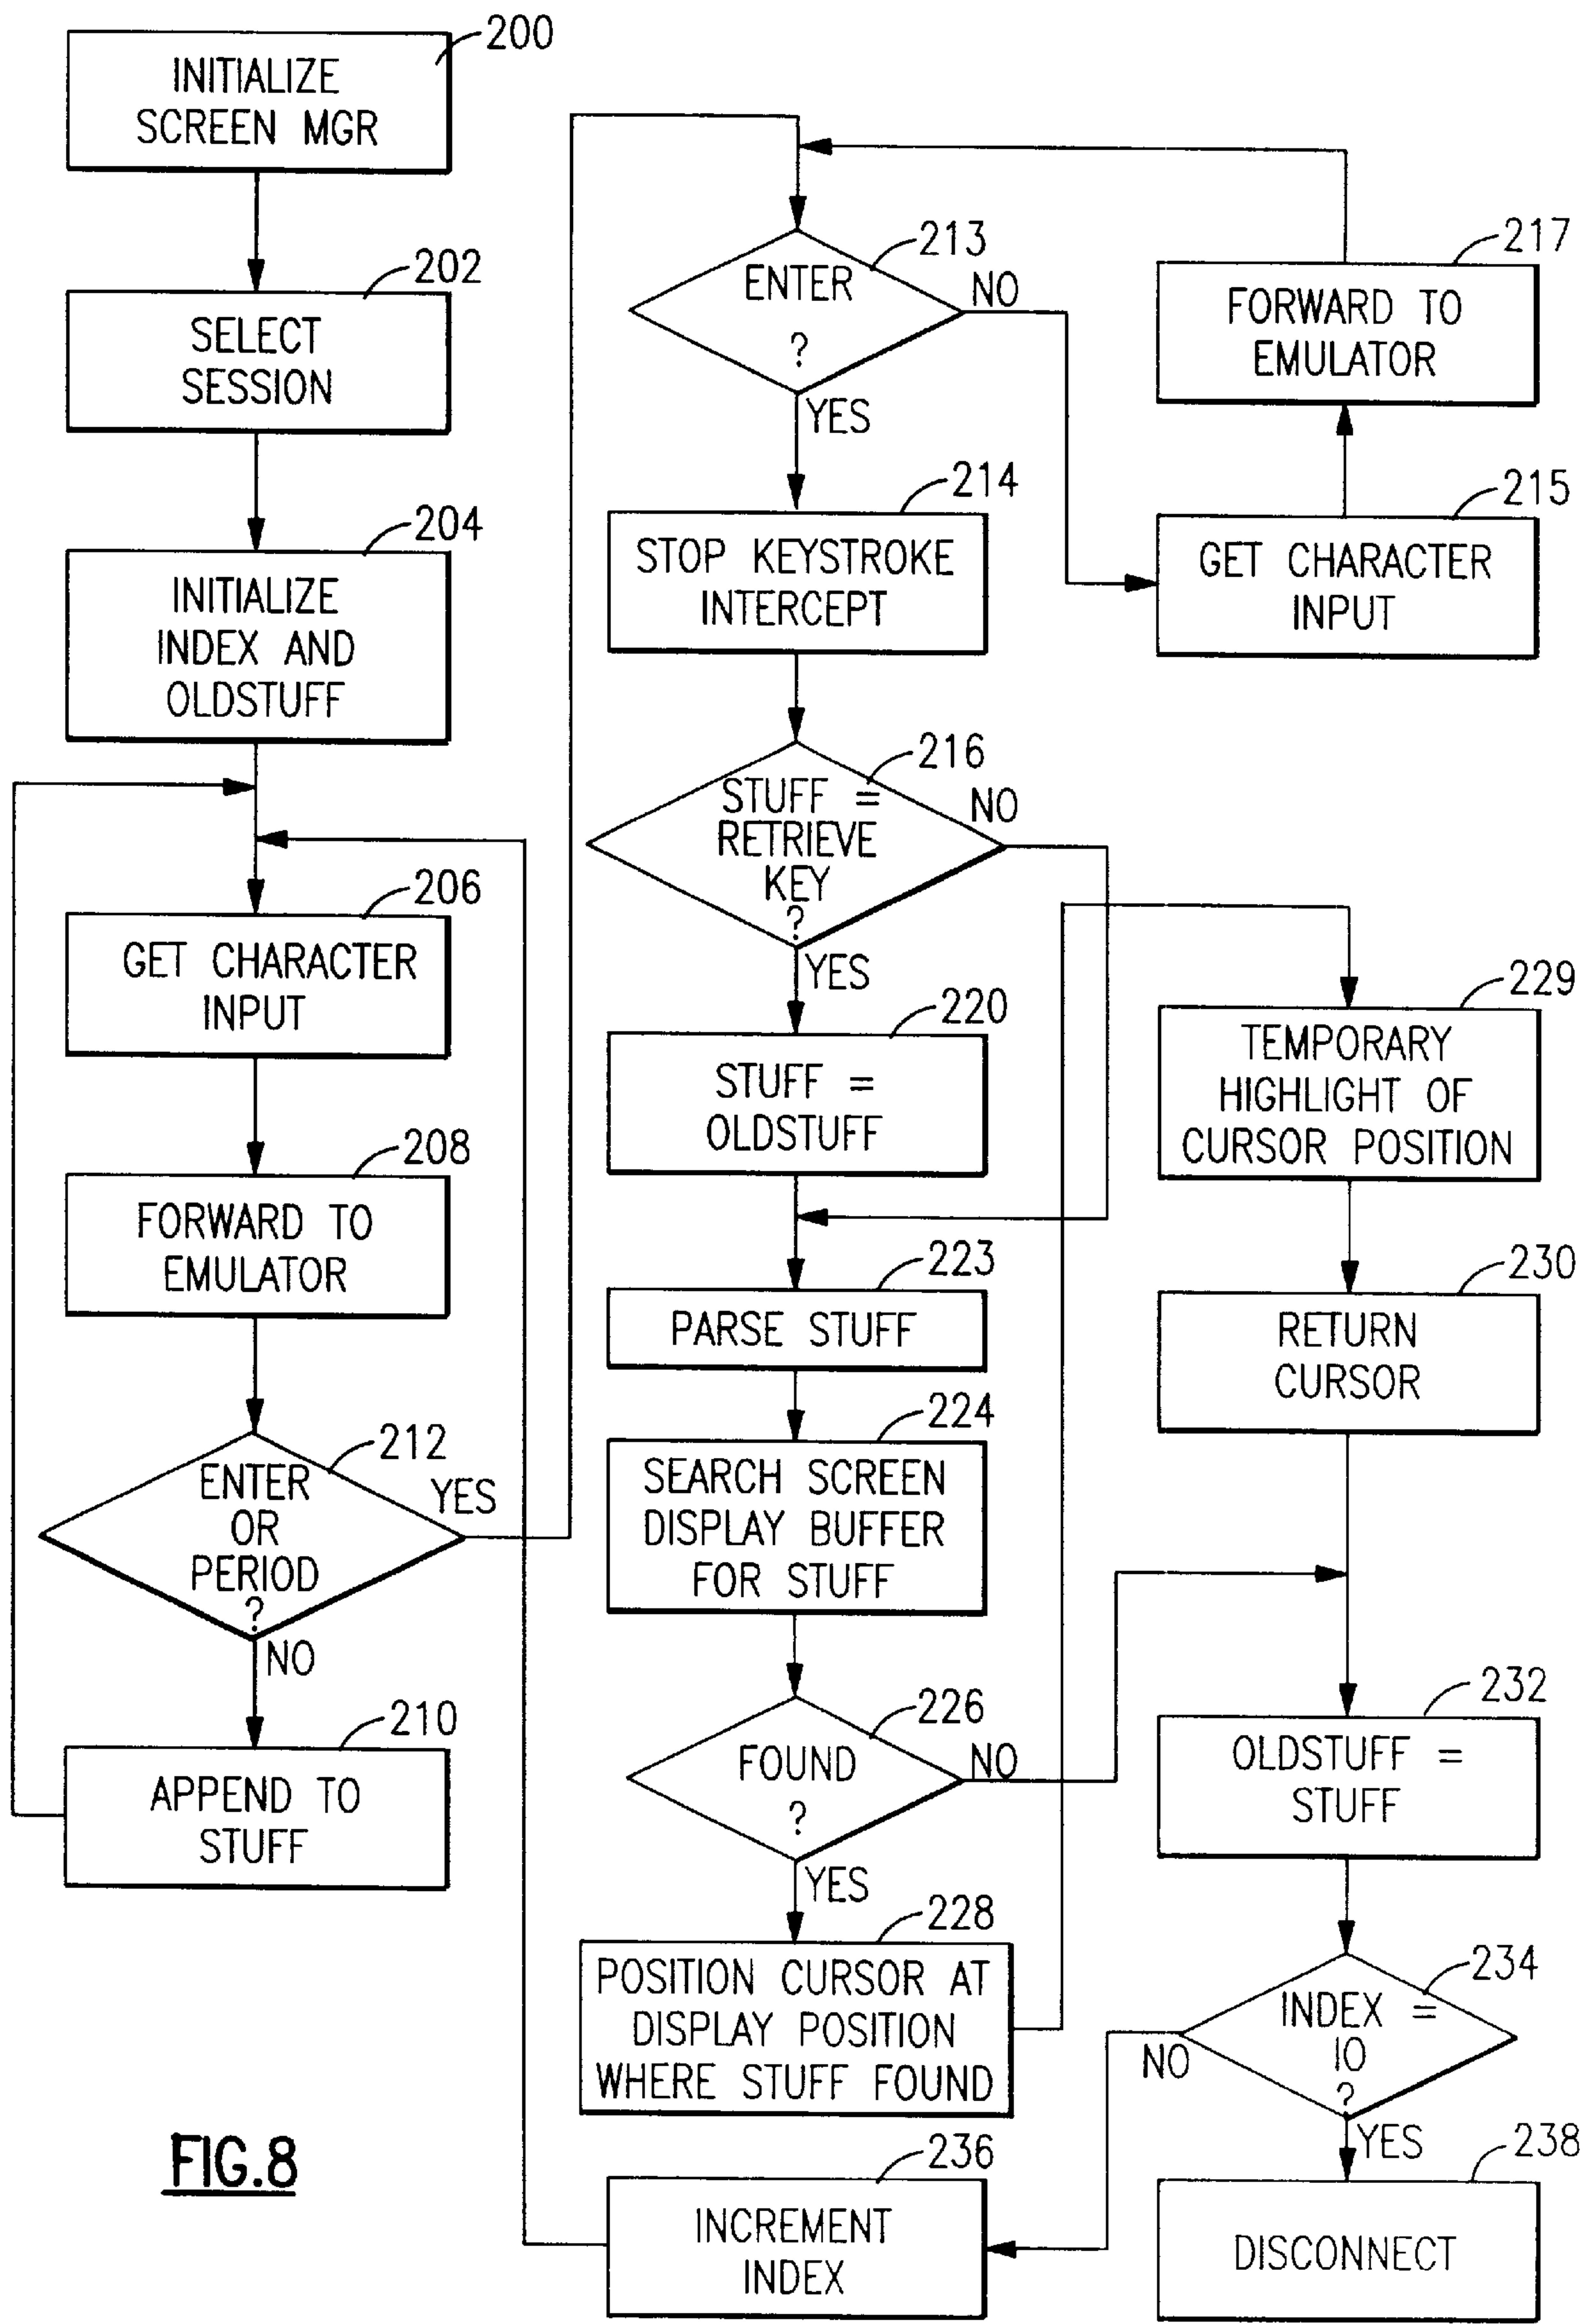 200
INITIALIZE
SCREEN MGR
202
SELECT
SESSION
204
INITIALIZE
INDEX AND
OLDSTUFF
206
GET CHARACTER
INPUT
208
FORWARD TO
EMULATOR
212
ENTER
OR
PERIOD
?
YES
NO
210
APPEND TO
STUFF
213
ENTER
?
NO
YES
217
FORWARD TO
EMULATOR
215
GET CHARACTER
INPUT
214
STOP KEYSTROKE
INTERCEPT
216
STUFF =
RETRIEVE
KEY
?
NO
YES
220
STUFF =
OLDSTUFF
223
PARSE STUFF
224
SEARCH SCREEN
DISPLAY BUFFER
FOR STUFF
226
FOUND
?
NO
YES
228
POSITION CURSOR AT
DISPLAY POSITION
WHERE STUFF FOUND
229
TEMPORARY
HIGHLIGHT OF
CURSOR POSITION
230
RETURN
CURSOR
232
OLDSTUFF =
STUFF
234
INDEX =
10
?
NO
YES
236
INCREMENT
INDEX
238
DISCONNECT
FIG.8